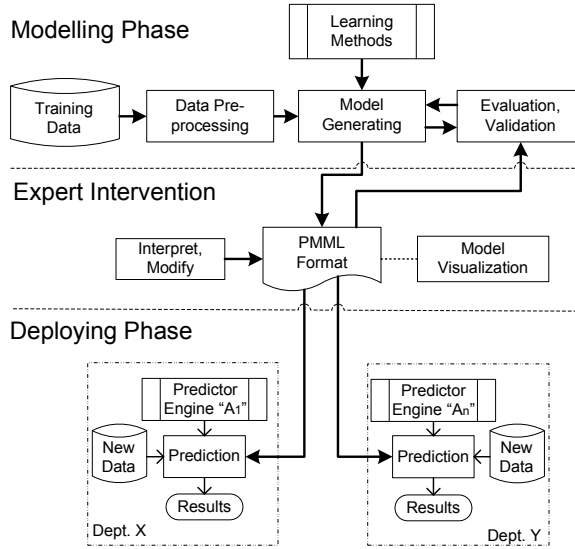 Modelling Phase
Learning
Methods
Training
Data
Data Pre-
processing
Model
Generating
Evaluation,
Validation
Expert Intervention
Interpret,
Modify
PMML
Format
Model
Visualization
Deploying Phase
Predictor
Engine “A1”
New
Data
Prediction
Results
Dept. X
Predictor
Engine “An”
Prediction
New
Data
Results
Dept. Y